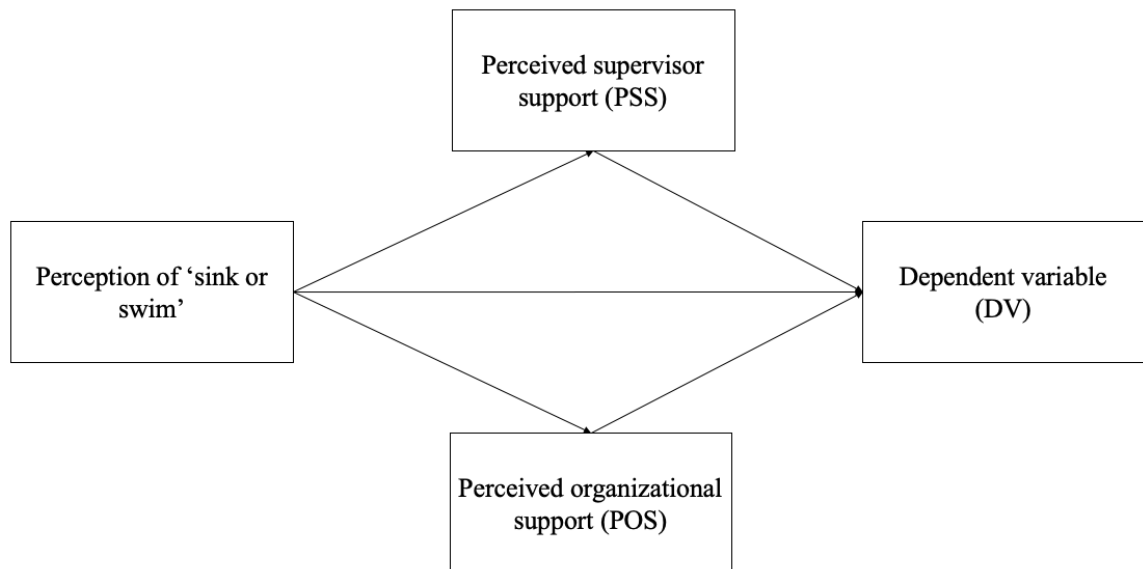 Perceived supervisor
support (PSS)
Perception of ‘sink or
swim’
Dependent variable
(DV)
Perceived organizational
support (POS)